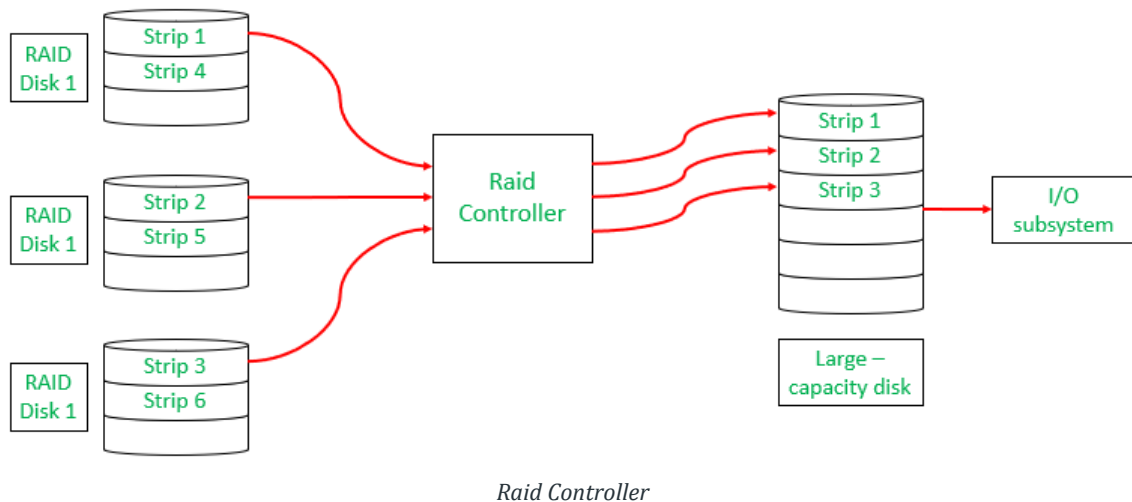 RAID
Disk 1
Strip 1
Strip 4
RAID
Disk 1
Strip 2
Strip 5
RAID
Disk 1
Strip 3
Strip 6
Raid
Controller
Strip 1
Strip 2
Strip 3
Large –
capacity disk
I/O
subsystem
Raid Controller